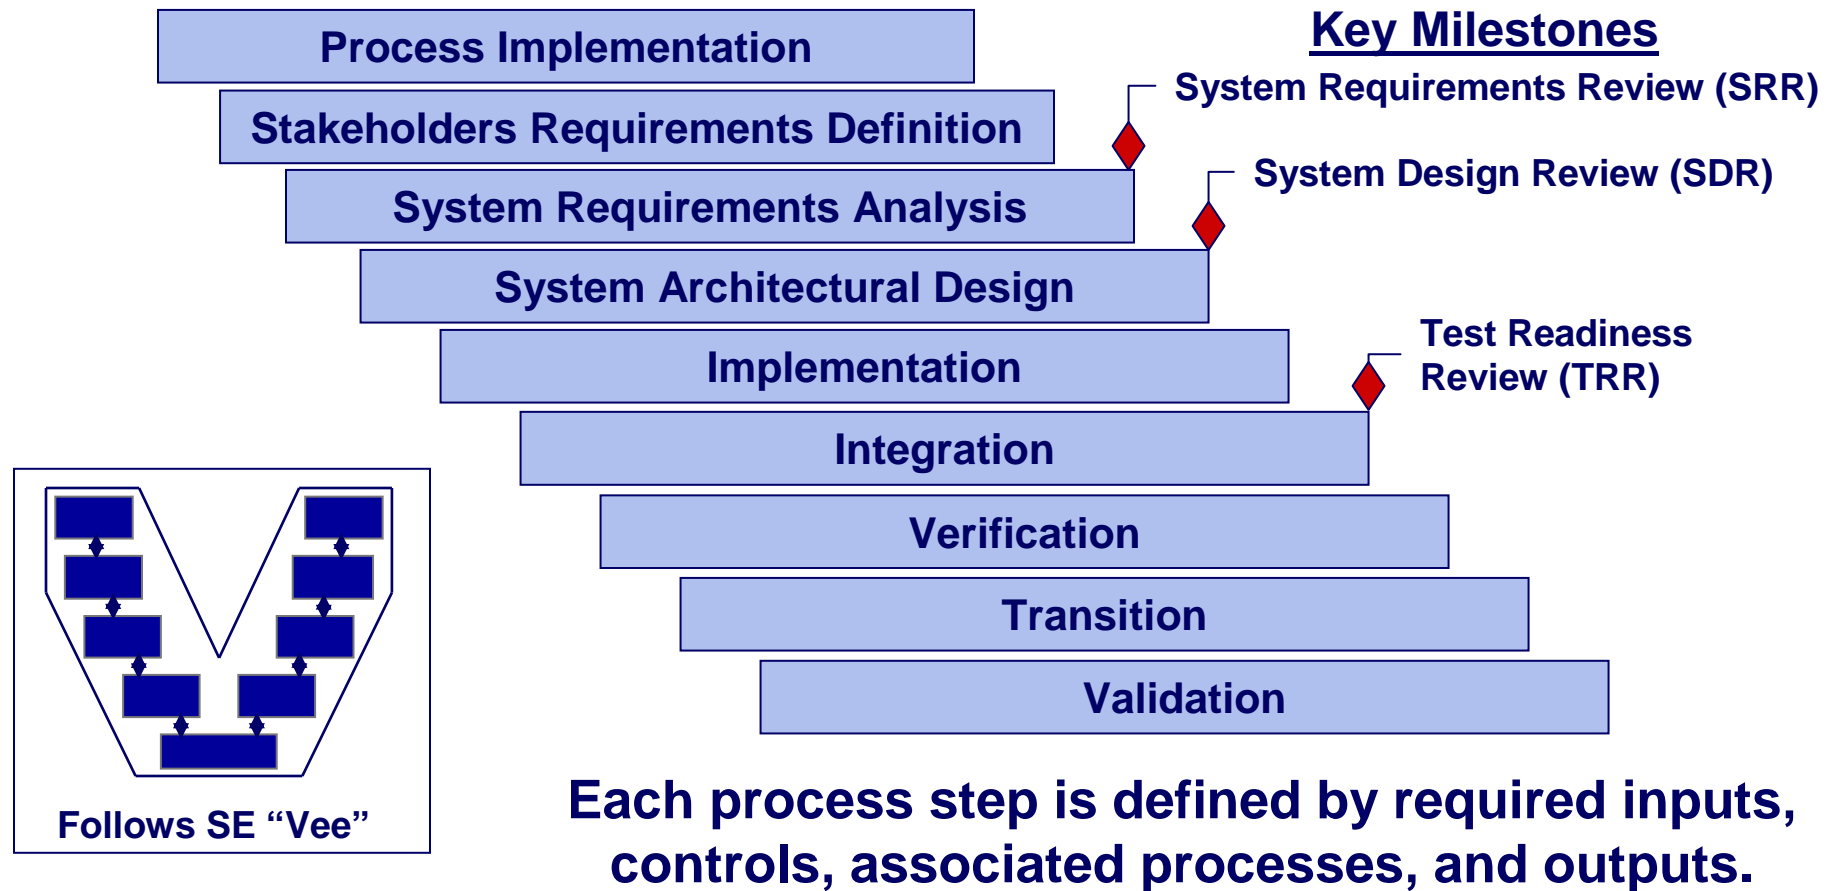 Process Implementation
Stakeholders Requirements Definition
System Requirements Analysis
System Architectural Design
Implementation
Integration
Verification
Transition
Validation
Key Milestones
System Requirements Review (SRR)
System Design Review (SDR)
Test Readiness
Review (TRR)
Follows SE “Vee”
Each process step is defined by required inputs,
controls, associated processes, and outputs.